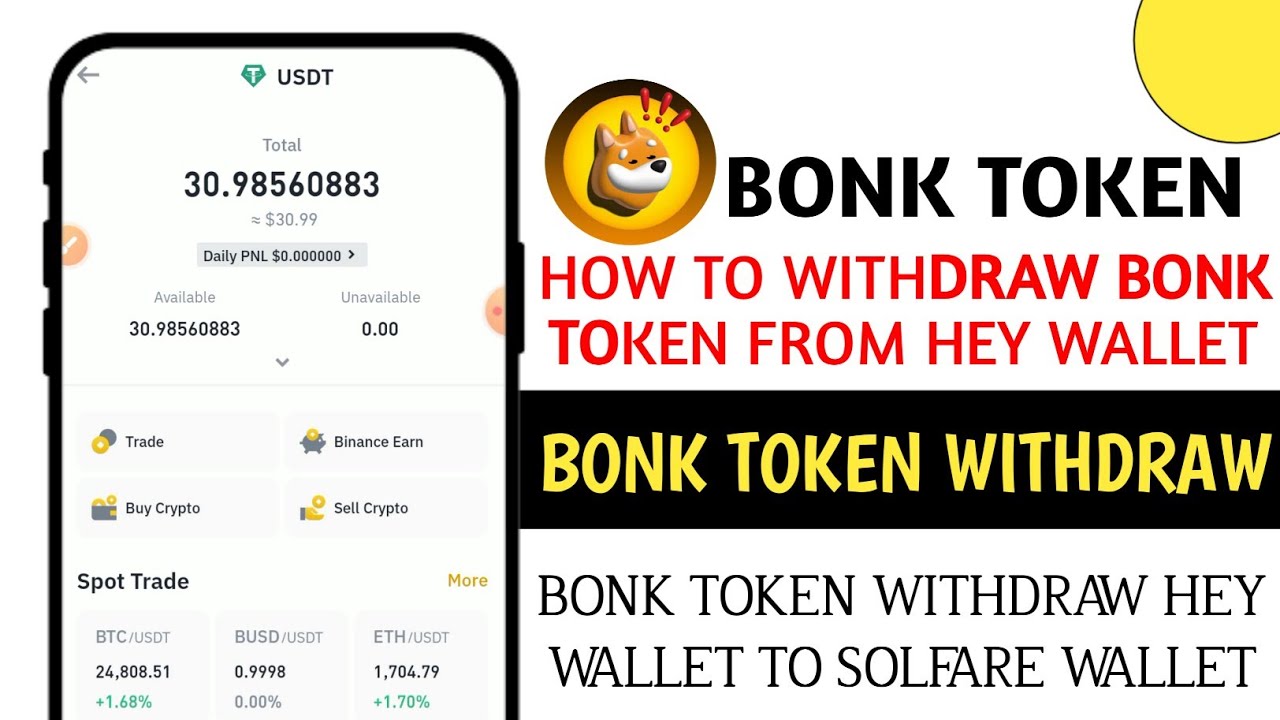 USDT
Total
30.98560883
≈ $30.99
Daily PNL $0.000000 >
Available Unavailable
30.98560883 0.00
Trade Binance Earn
Buy Crypto Sell Crypto
Spot Trade More
BTC/USDT BUSD/USDT ETH/USDT
24,808.51 0.9998 1,704.79
+1.68% 0.00% +1.70%
!!!
BONK TOKEN
HOW TO WITHDRAW BONK
TOKEN FROM HEY WALLET
BONK TOKEN WITHDRAW
BONK TOKEN WITHDRAW HEY
WALLET TO SOLFARE WALLET